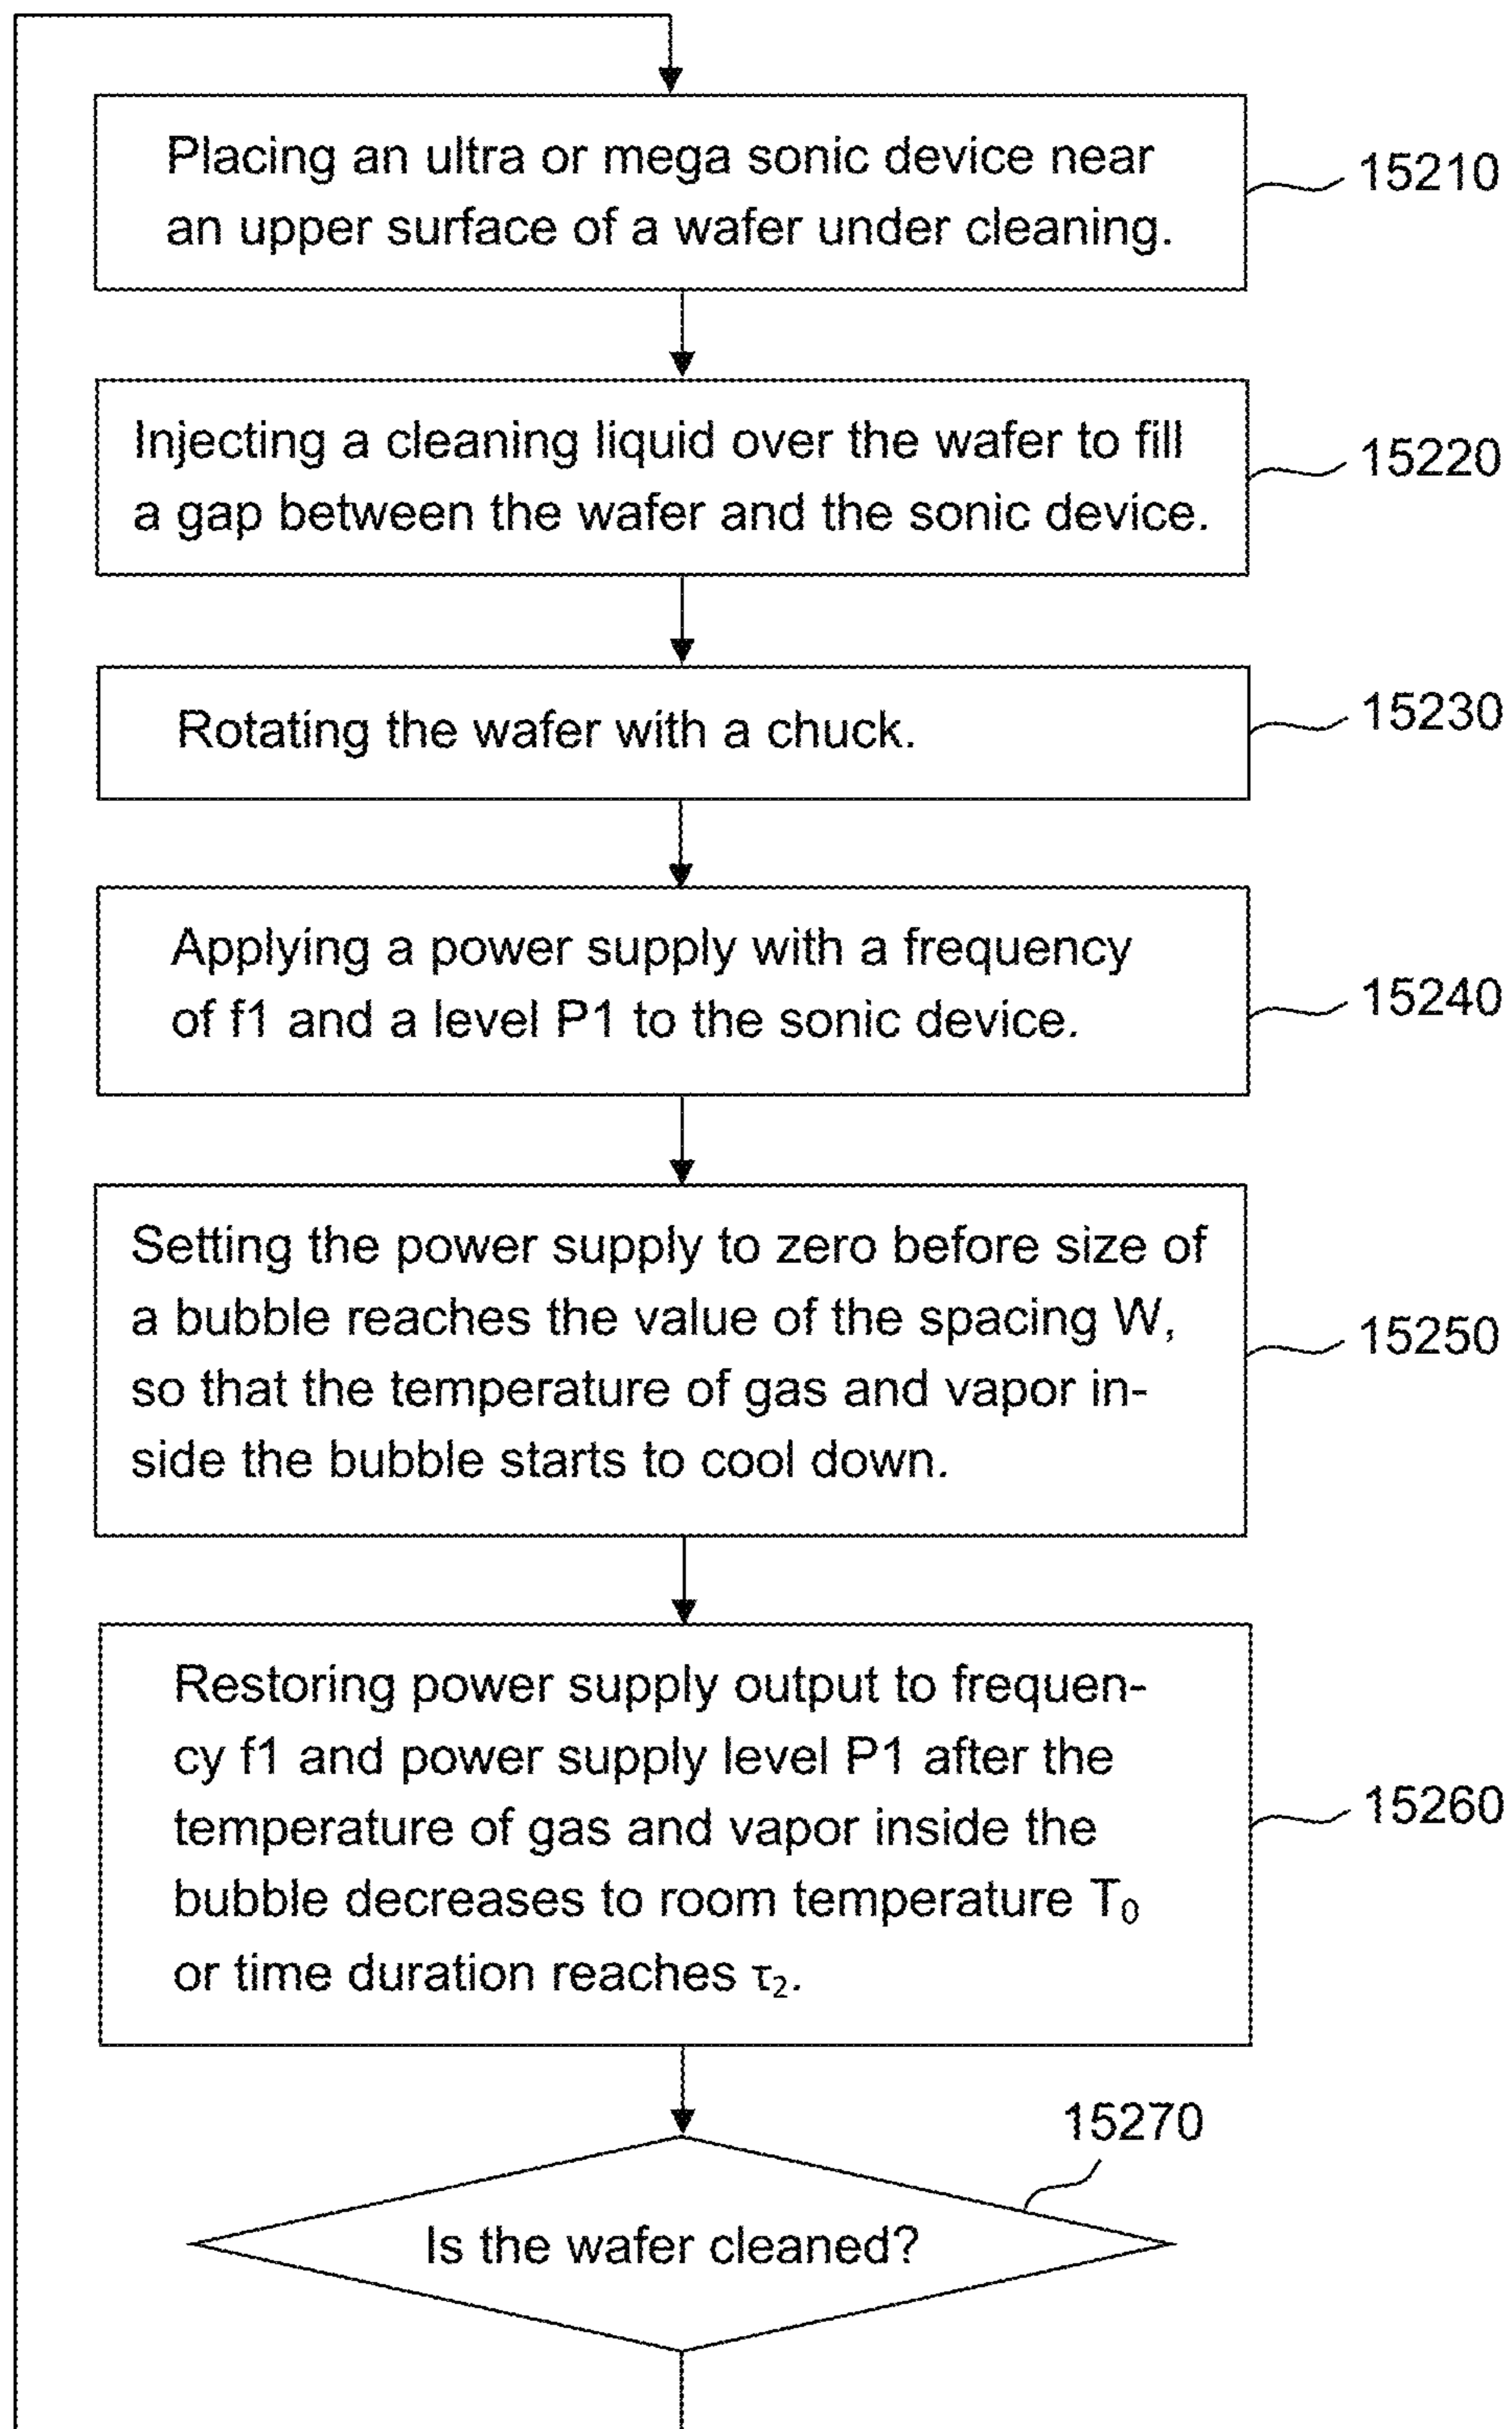 Placing an ultra or mega sonic device near
an upper surface of a wafer under cleaning.
15210
Injecting a cleaning liquid over the wafer to fill
a gap between the wafer and the sonic device.
15220
Rotating the wafer with a chuck.
15230
Applying a power supply with a frequency
of f1 and a level P1 to the sonic device.
15240
Setting the power supply to zero before size of
a bubble reaches the value of the spacing W,
so that the temperature of gas and vapor in-
side the bubble starts to cool down.
15250
Restoring power supply output to frequen-
cy f1 and power supply level P1 after the
temperature of gas and vapor inside the
bubble decreases to room temperature T₀
or time duration reaches τ₂.
15260
15270
Is the wafer cleaned?